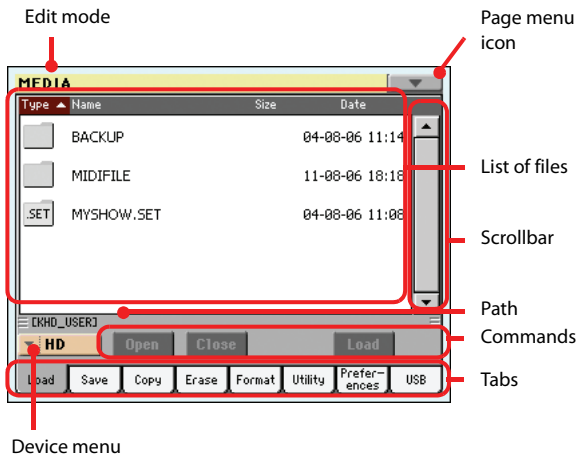 Edit mode
Page menu
icon
MEDIA
Type Name Size Date
BACKUP 04-08-06 11:14
MIDIFILE 11-08-06 18:18
.SET MYSHOW.SET 04-08-06 11:08
List of files
Scrollbar
Path
[KHD_USER]
HD Open Close Load
Commands
Load Save Copy Erase Format Utility Prefer-
ences USB
Tabs
Device menu